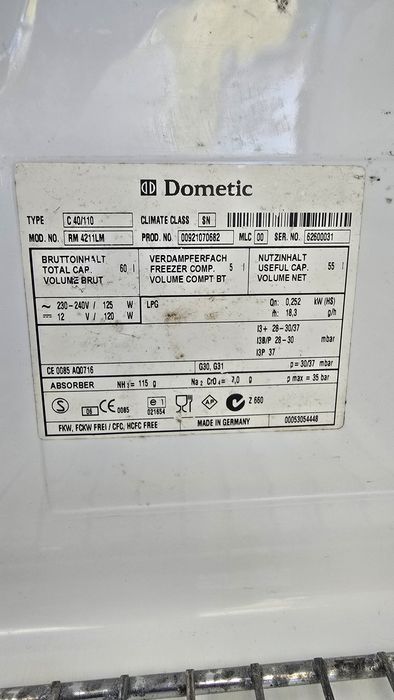 Dometic
TYPE C 40/110 CLIMATE CLASS SN
MOD. NO. RM 4211LM PROD. NO. 00921070682 MLC 00 SER. NO. 62600031
BRUTTOINHALT VERDAMPFERFACH NUTZINHALT
TOTAL CAP. 60 l FREEZER COMP. 5 l USEFUL CAP. 55 l
VOLUME BRUT VOLUME COMPT BT VOLUME NET
~ 230-240V / 125 W LPG Qn: 0,252 kW (HS)
12 V / 120 W ṁ: 18,3 g/h
I3+ 28-30/37
I3B/P 28-30 mbar
I3P 37
CE 0085 AQ0716 G30, G31 p = 30/37 mbar
ABSORBER NH3= 115 g Na2 CrO4= 2,0 g p max = 35 bar
S 06 CE 0085 e1 021654 AP Z 660
FKW, FCKW FREI / CFC, HCFC FREE MADE IN GERMANY 00053054448